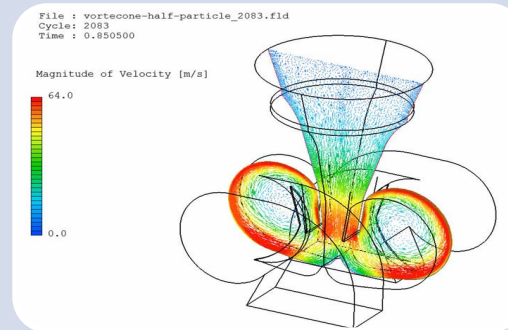 File : vortecone-half-particle_2083.fld
Cycle: 2083
Time : 0.850500
Magnitude of Velocity [m/s]
64.0
0.0